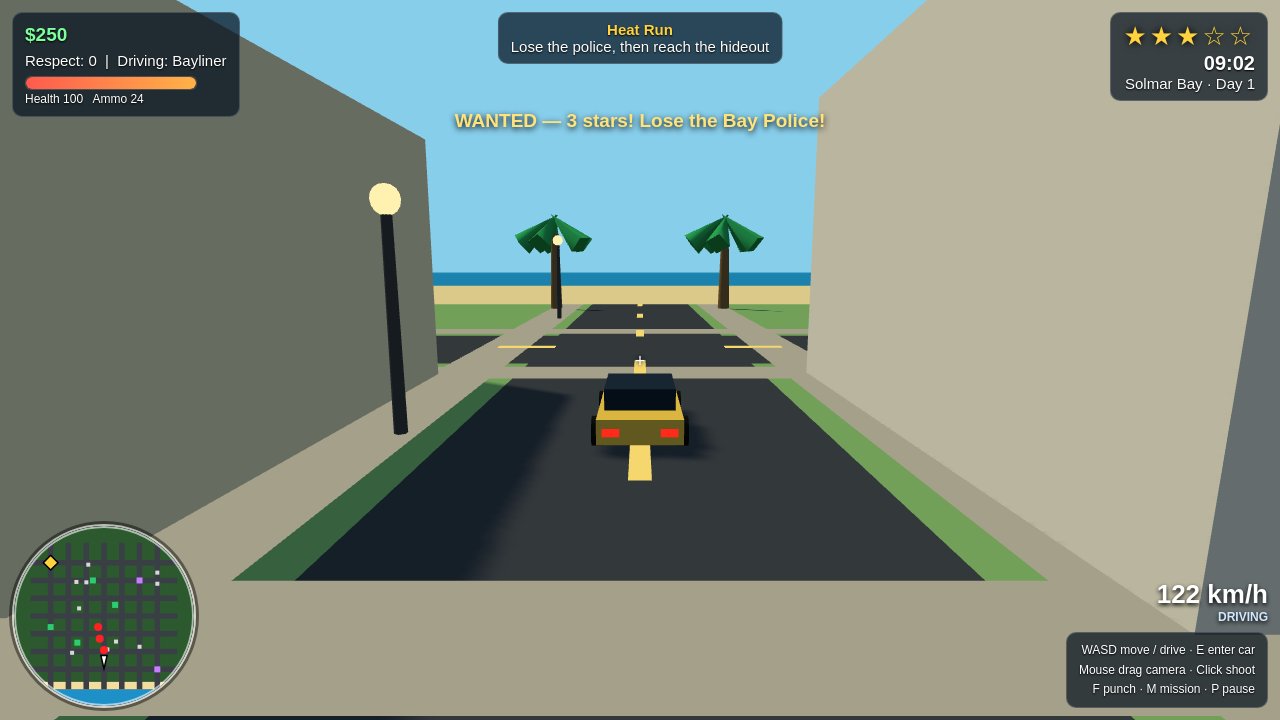 $250
Respect: 0 | Driving: Bayliner
Health 100 Ammo 24
Heat Run
Lose the police, then reach the hideout
★★★☆☆
09:02
Solmar Bay · Day 1
WANTED — 3 stars! Lose the Bay Police!
122 km/h
DRIVING
WASD move / drive · E enter car
Mouse drag camera · Click shoot
F punch · M mission · P pause